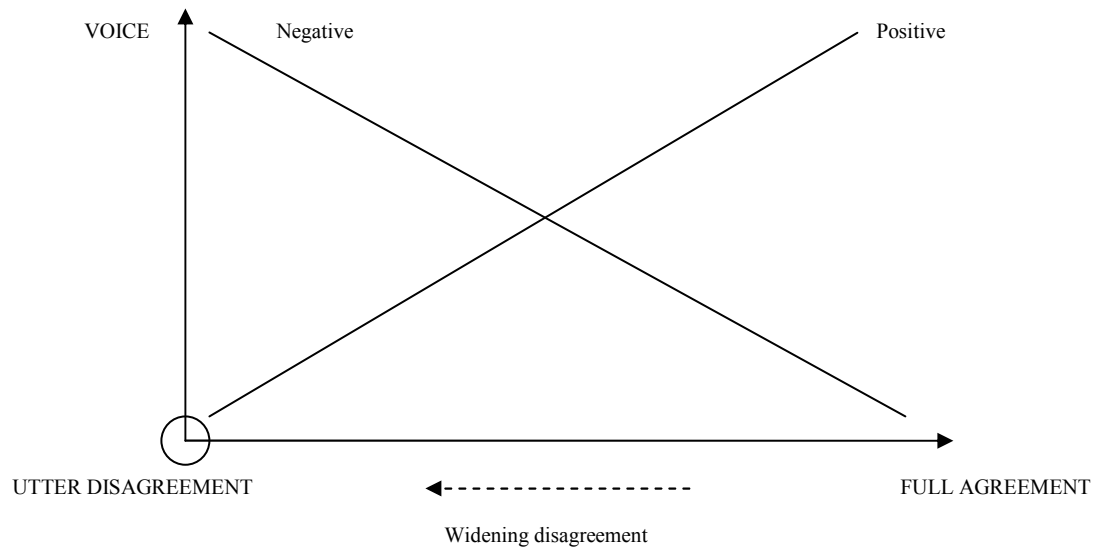 VOICE
Negative
Positive
UTTER DISAGREEMENT
FULL AGREEMENT
Widening disagreement